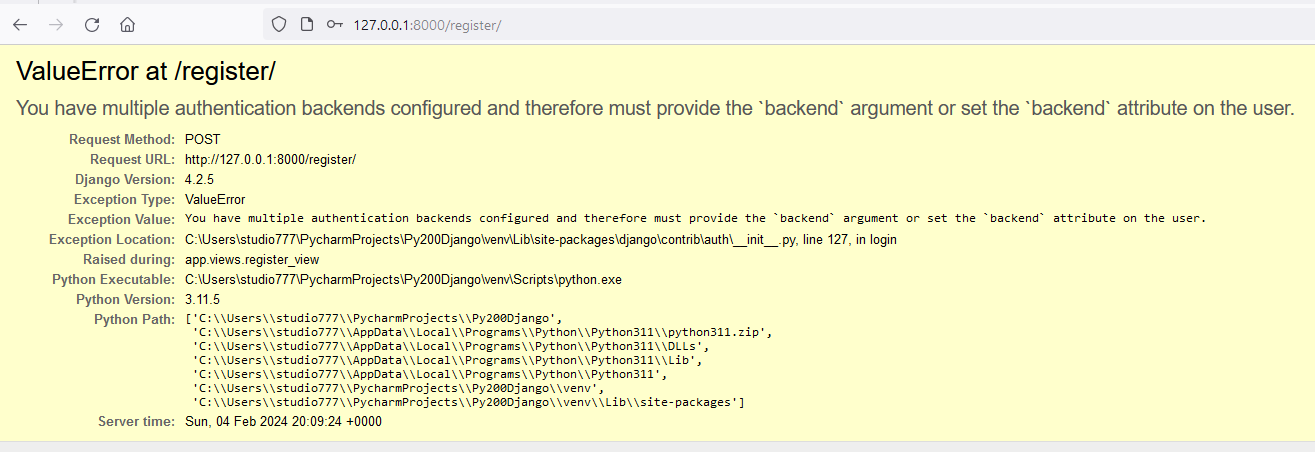 127.0.0.1:8000/register/
ValueError at /register/
You have multiple authentication backends configured and therefore must provide the `backend` argument or set the `backend` attribute on the user.
Request Method: POST
Request URL: http://127.0.0.1:8000/register/
Django Version: 4.2.5
Exception Type: ValueError
Exception Value: You have multiple authentication backends configured and therefore must provide the `backend` argument or set the `backend` attribute on the user.
Exception Location: C:\Users\studio777\PycharmProjects\Py200Django\venv\Lib\site-packages\django\contrib\auth\__init__.py, line 127, in login
Raised during: app.views.register_view
Python Executable: C:\Users\studio777\PycharmProjects\Py200Django\venv\Scripts\python.exe
Python Version: 3.11.5
Python Path: ['C:\\Users\\studio777\\PycharmProjects\\Py200Django',
'C:\\Users\\studio777\\AppData\\Local\\Programs\\Python\\Python311\\python311.zip',
'C:\\Users\\studio777\\AppData\\Local\\Programs\\Python\\Python311\\DLLs',
'C:\\Users\\studio777\\AppData\\Local\\Programs\\Python\\Python311\\Lib',
'C:\\Users\\studio777\\AppData\\Local\\Programs\\Python\\Python311',
'C:\\Users\\studio777\\PycharmProjects\\Py200Django\\venv',
'C:\\Users\\studio777\\PycharmProjects\\Py200Django\\venv\\Lib\\site-packages']
Server time: Sun, 04 Feb 2024 20:09:24 +0000